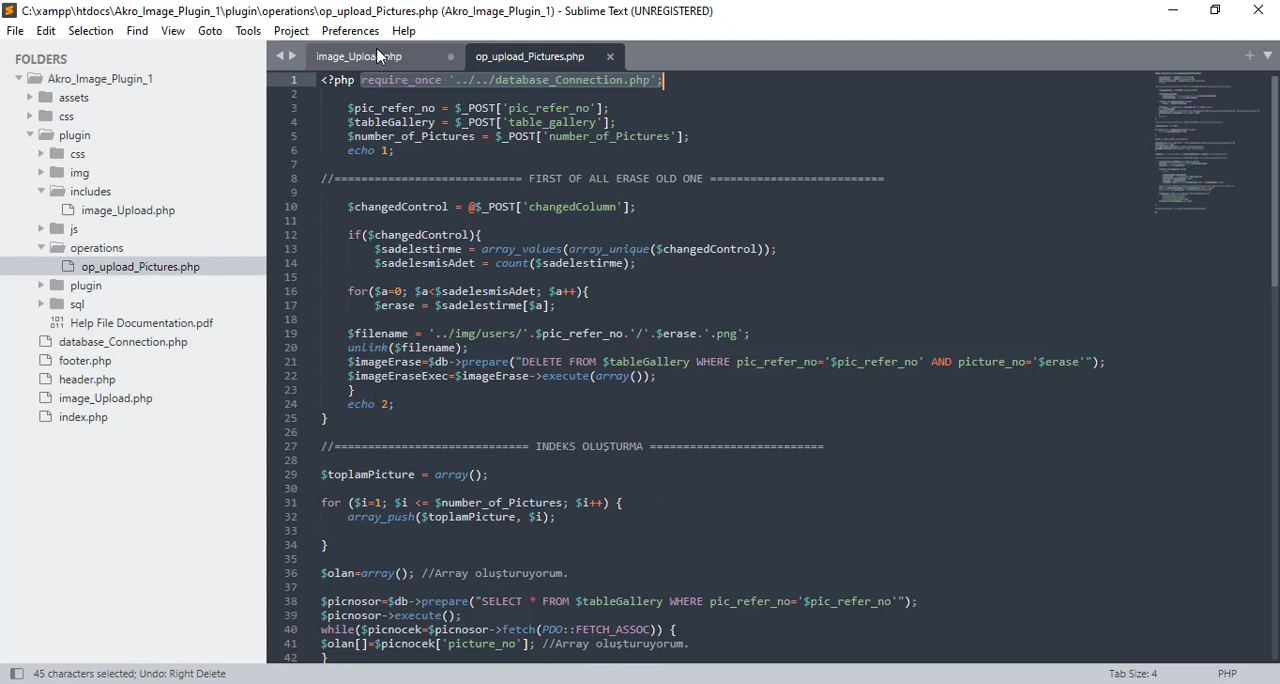 C:\xampp\htdocs\Akro_Image_Plugin_1\plugin\operations\op_upload_Pictures.php (Akro_Image_Plugin_1) - Sublime Text (UNREGISTERED)
File Edit Selection Find View Goto Tools Project Preferences Help
FOLDERS
Akro_Image_Plugin_1
assets
css
plugin
css
img
includes
image_Upload.php
js
operations
op_upload_Pictures.php
plugin
sql
Help File Documentation.pdf
database_Connection.php
footer.php
header.php
image_Upload.php
index.php
image_Upload.php op_upload_Pictures.php
1 <?php require_once '../../database_Connection.php';
2
3 $pic_refer_no = $_POST['pic_refer_no'];
4 $tableGallery = $_POST['table_gallery'];
5 $number_of_Pictures = $_POST['number_of_Pictures'];
6 echo 1;
7
8 //============================= FIRST OF ALL ERASE OLD ONE ==========================
9
10 $changedControl = @$_POST['changedColumn'];
11
12 if($changedControl){
13 $sadelestirme = array_values(array_unique($changedControl));
14 $sadelesmisAdet = count($sadelestirme);
15
16 for($a=0; $a<$sadelesmisAdet; $a++){
17 $erase = $sadelestirme[$a];
18
19 $filename = '../img/users/'.$pic_refer_no.'/'.$erase.'.png';
20 unlink($filename);
21 $imageErase=$db->prepare("DELETE FROM $tableGallery WHERE pic_refer_no='$pic_refer_no' AND picture_no='$erase'");
22 $imageEraseExec=$imageErase->execute(array());
23 }
24 echo 2;
25 }
26
27 //============================= INDEKS OLUŞTURMA ==========================
28
29 $toplamPicture = array();
30
31 for ($i=1; $i <= $number_of_Pictures; $i++) {
32 array_push($toplamPicture, $i);
33
34 }
35
36 $olan=array(); //Array oluşturuyorum.
37
38 $picnosor=$db->prepare("SELECT * FROM $tableGallery WHERE pic_refer_no='$pic_refer_no'");
39 $picnosor->execute();
40 while($picnocek=$picnosor->fetch(PDO::FETCH_ASSOC)) {
41 $olan[]=$picnocek['picture_no']; //Array oluşturuyorum.
42 }
45 characters selected; Undo: Right Delete Tab Size: 4 PHP